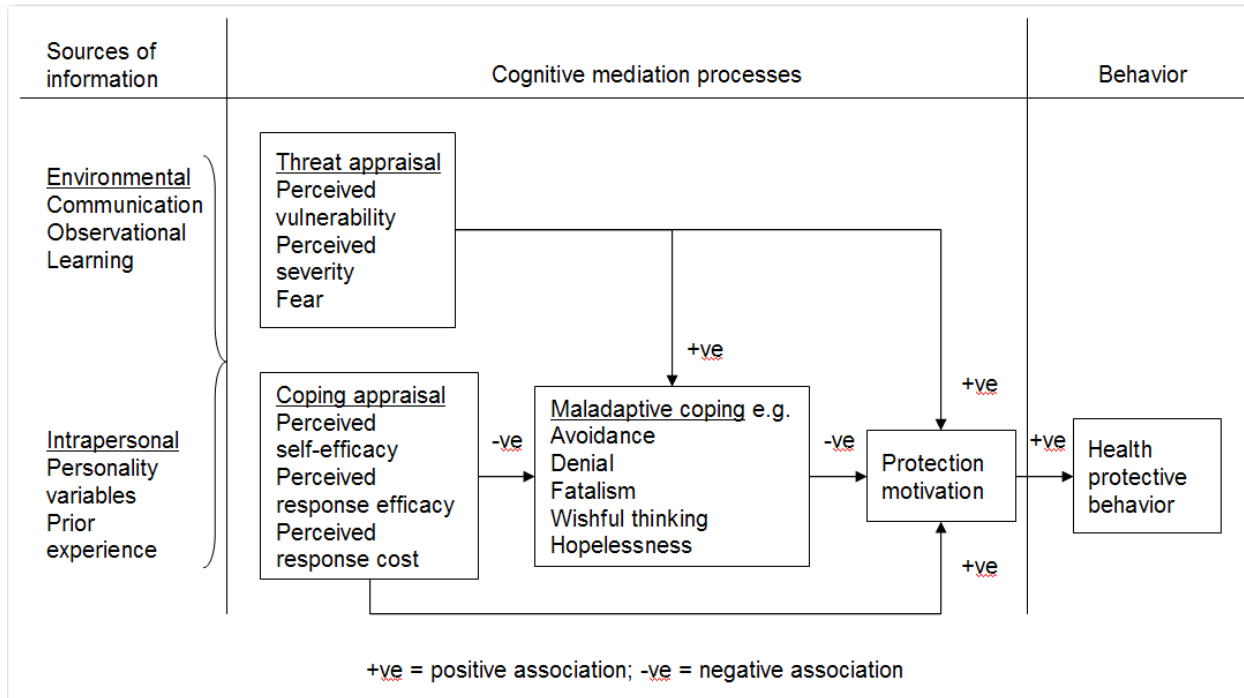 Sources of
information
Cognitive mediation processes
Behavior
Environmental
Communication
Observational
Learning
Intrapersonal
Personality
variables
Prior
experience
Threat appraisal
Perceived
vulnerability
Perceived
severity
Fear
Coping appraisal
Perceived
self-efficacy
Perceived
response efficacy
Perceived
response cost
+ve
-ve
Maladaptive coping e.g.
Avoidance
Denial
Fatalism
Wishful thinking
Hopelessness
-ve
+ve
Protection
motivation
+ve
+ve
Health
protective
behavior
+ve = positive association; -ve = negative association